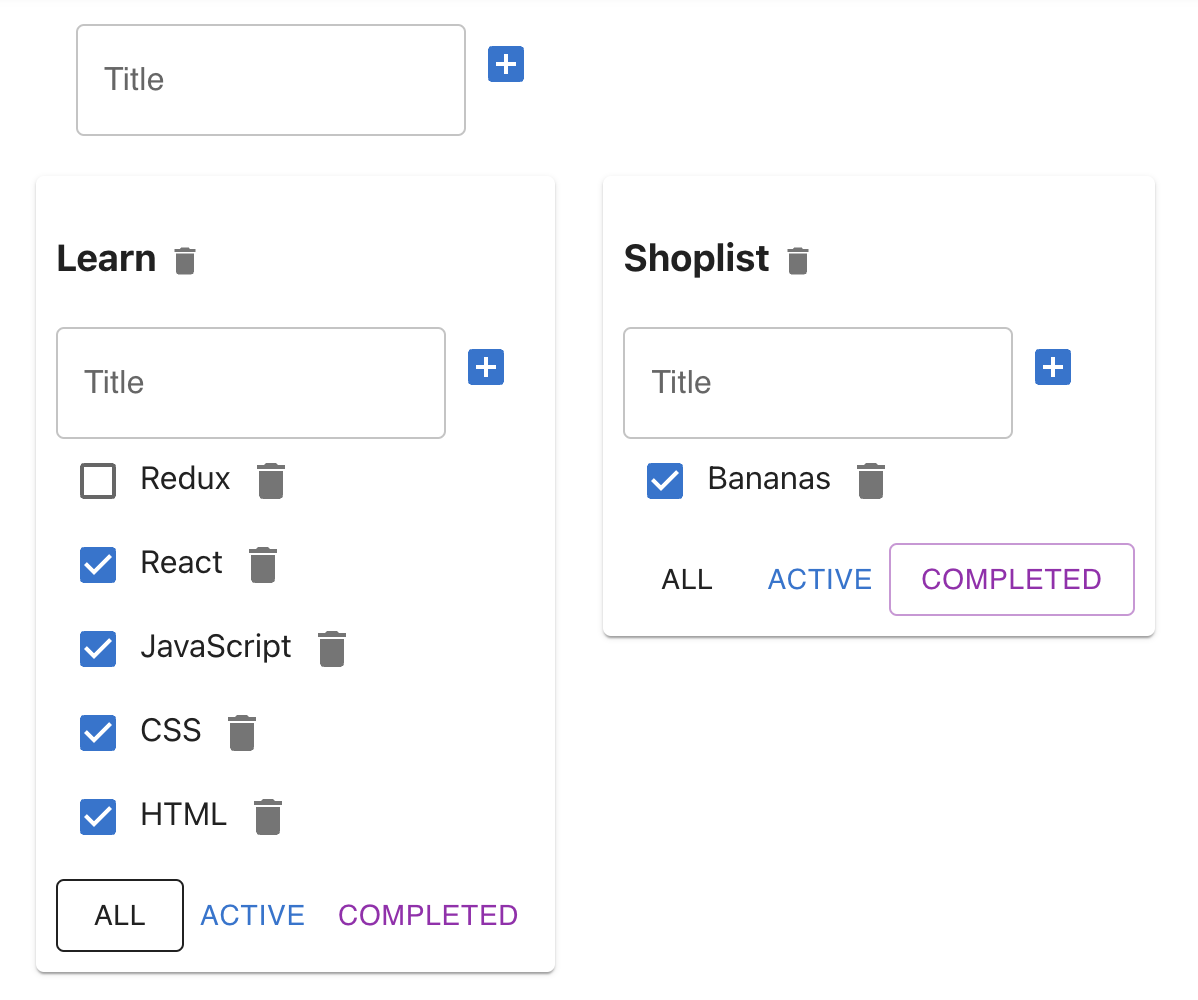 Title
Learn
Title
Redux
React
JavaScript
CSS
HTML
ALL ACTIVE COMPLETED
Shoplist
Title
Bananas
ALL ACTIVE COMPLETED